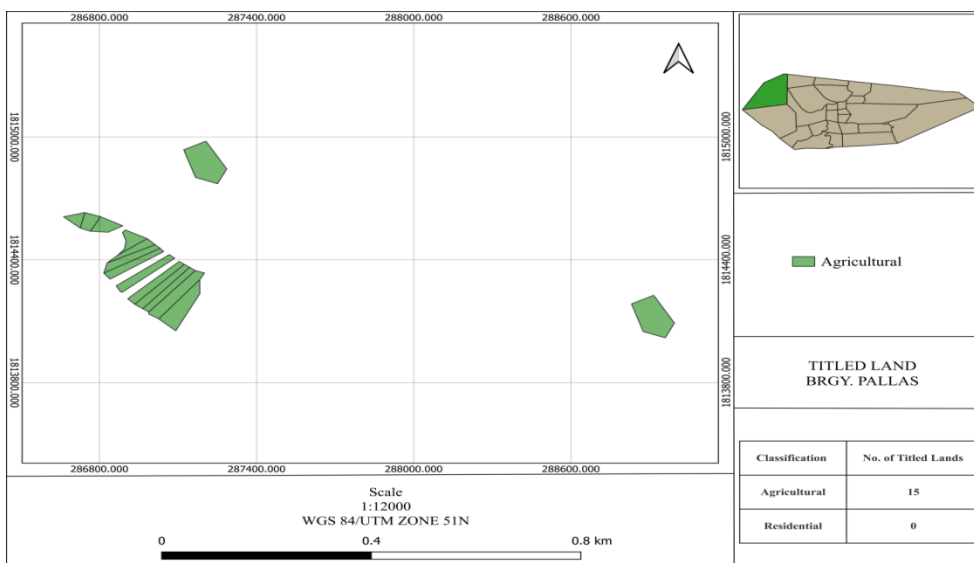 286800.000 287400.000 288000.000 288600.000
1815000.000 1815000.000
1814400.000 1814400.000
1813800.000 1813800.000
286800.000 287400.000 288000.000 288600.000
Agricultural
TITLED LAND
BRGY. PALLAS
Classification No. of Titled Lands
Agricultural 15
Residential 0
Scale
1:12000
WGS 84/UTM ZONE 51N
0 0.4 0.8 km